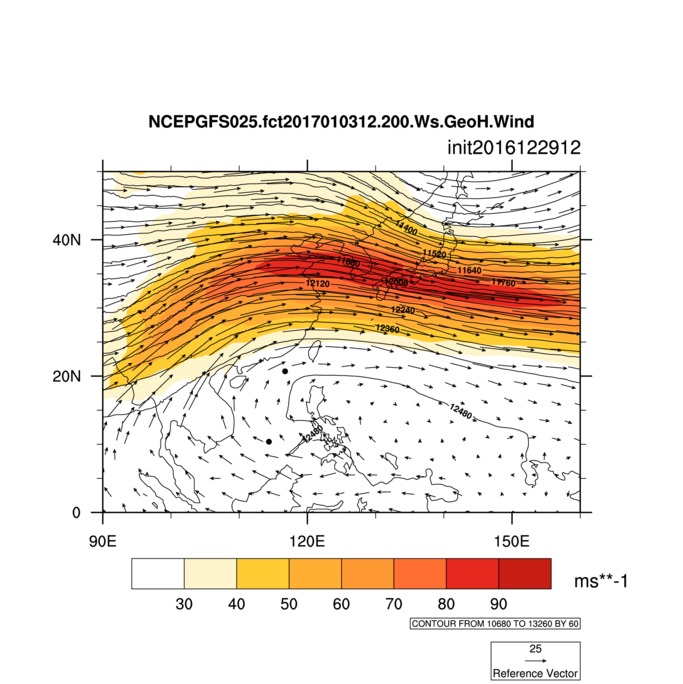 NCEPGFS025.fct2017010312.200.Ws.GeoH.Wind
init2016122912
40N
11400
11520
11640
11760
12120
12240
12360
20N
12480
12480
0
90E
120E
150E
30 40 50 60 70 80 90
ms**-1
CONTOUR FROM 10680 TO 13260 BY 60
25
Reference Vector